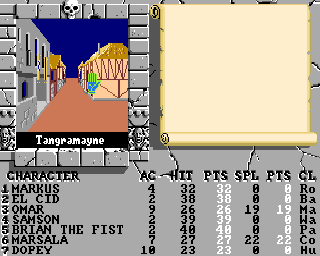 Tangramayne
CHARACTER AC HIT PTS SPL PTS CL
1 MARKUS 4 32 32 0 0 Ro
2 EL CID 2 38 38 0 0 Ba
3 OMAR 9 26 26 19 19 Ma
4 SAMSON 2 39 39 0 0 Wa
5 BRIAN THE FIST 2 40 40 0 0 Pa
6 MARSALA 7 27 27 22 22 Co
7 DOPEY 10 23 23 0 0 Hu